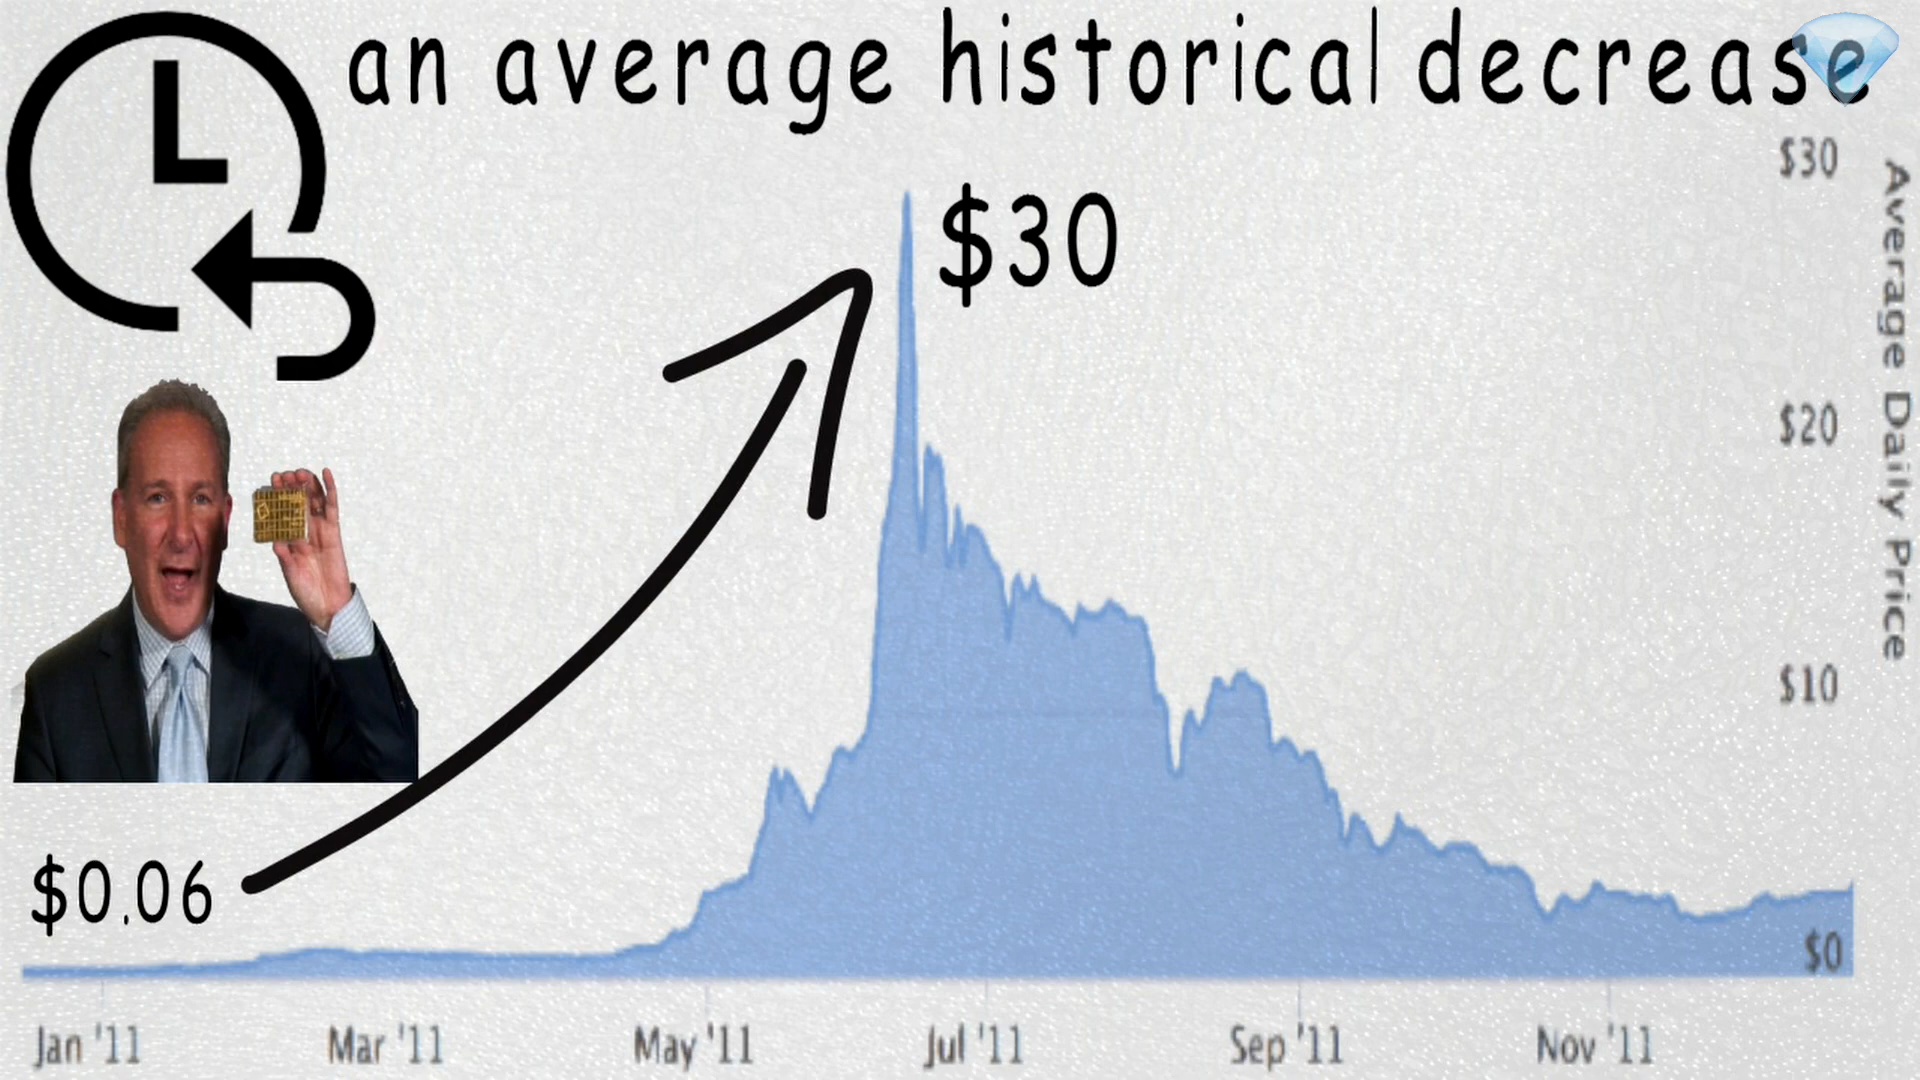 an average historical decrease
$30
$30
$20
$10
$0
Average Daily Price
$0.06
Jan '11
Mar '11
May '11
Jul '11
Sep '11
Nov '11